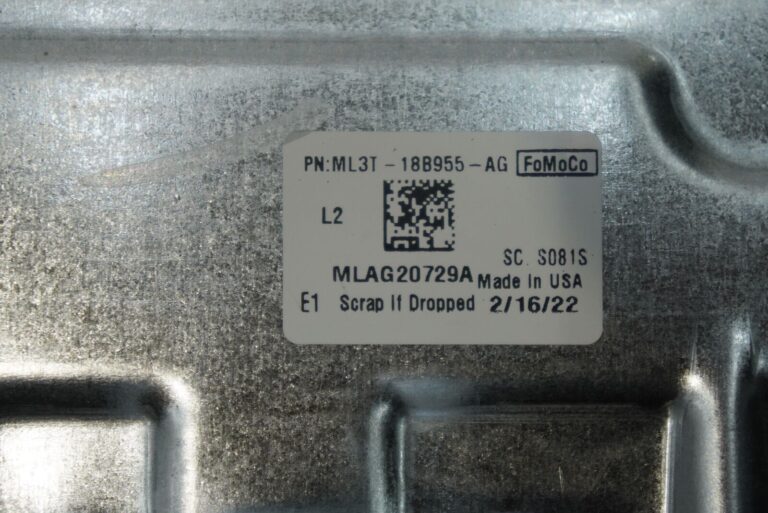 PN:ML3T-18B955-AG FoMoCo
L2
SC. S081S
MLAG20729A Made In USA
E1 Scrap If Dropped 2/16/22